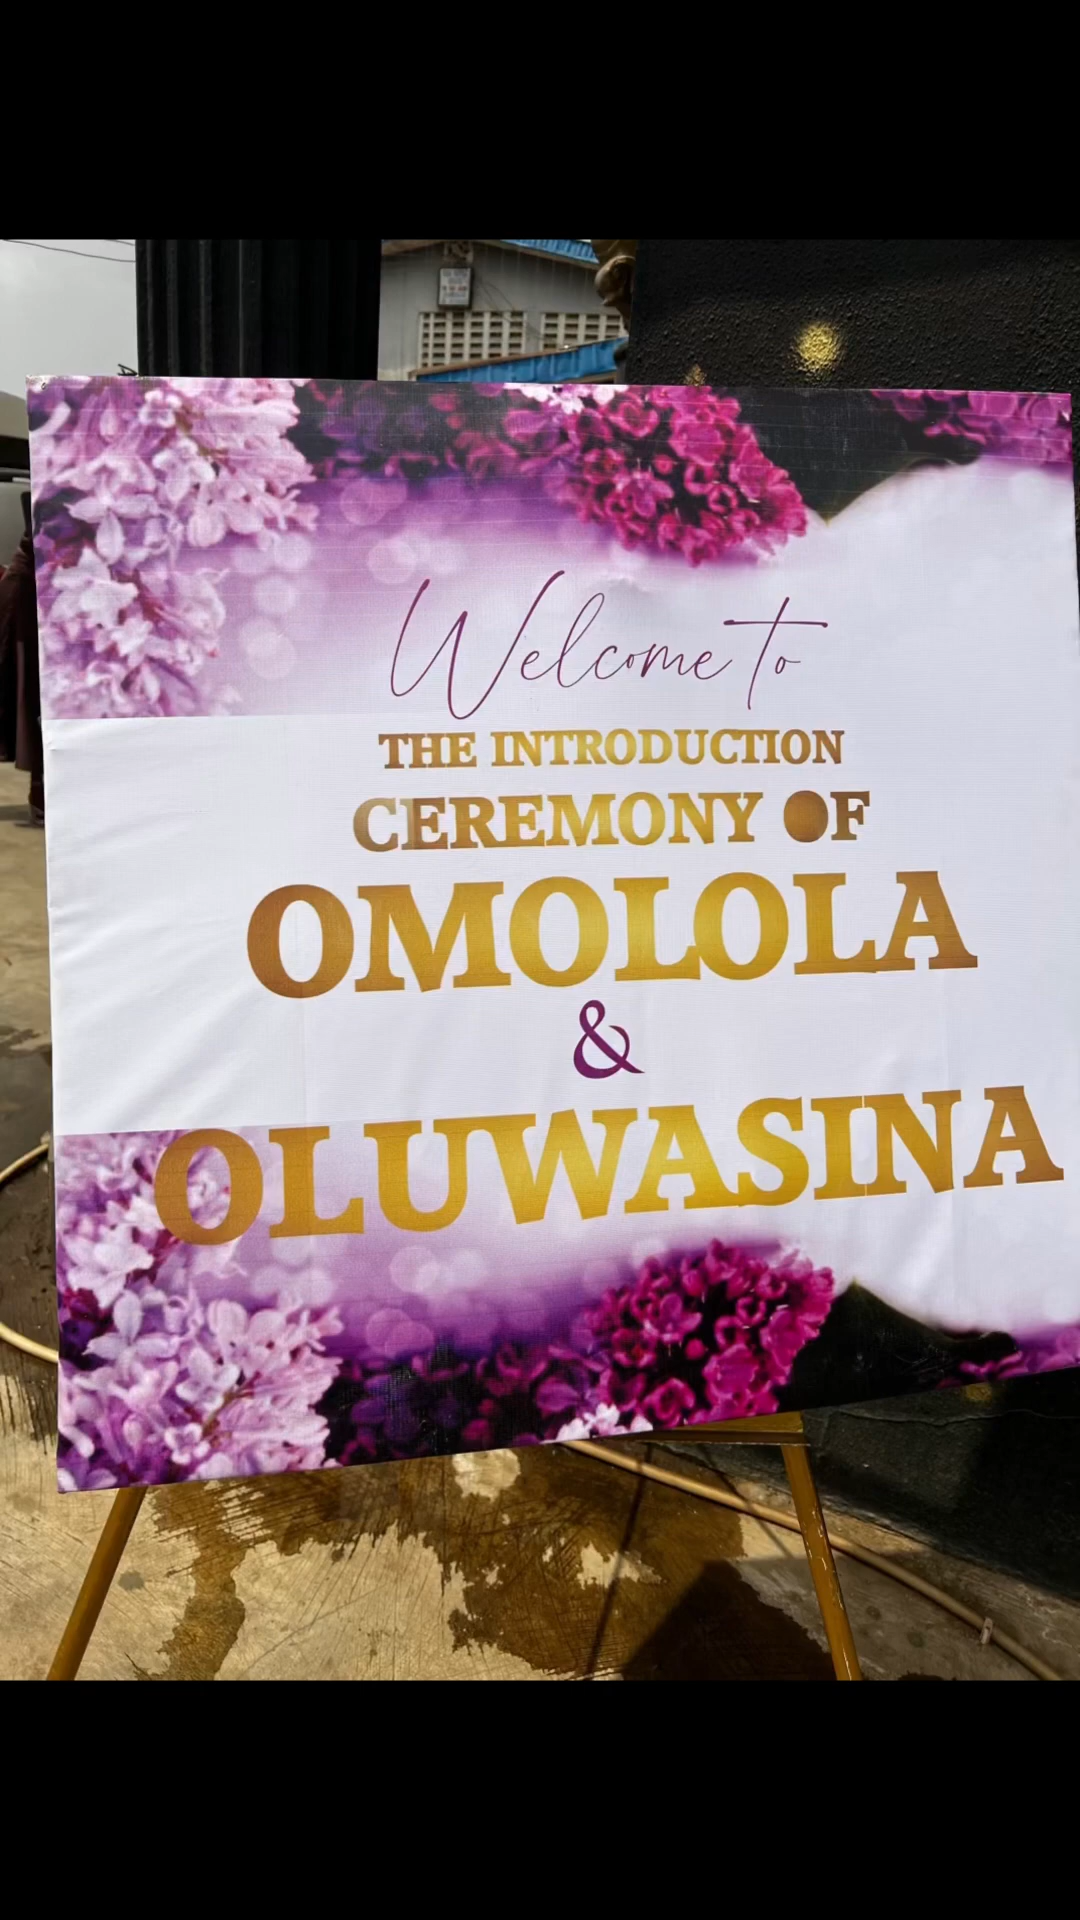 Welcome to
THE INTRODUCTION
CEREMONY OF
OMOLOLA
&
OLUWASINA